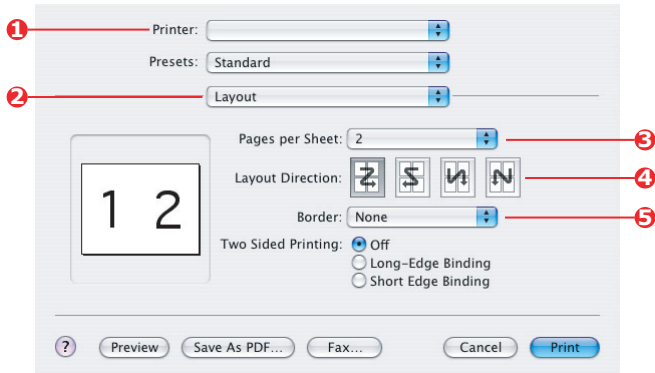 1 Printer:
Presets: Standard
2 Layout
Pages per Sheet: 2 3
Layout Direction: 4
Border: None 5
1 2
Two Sided Printing: Off
Long-Edge Binding
Short Edge Binding
? Preview Save As PDF... Fax... Cancel Print